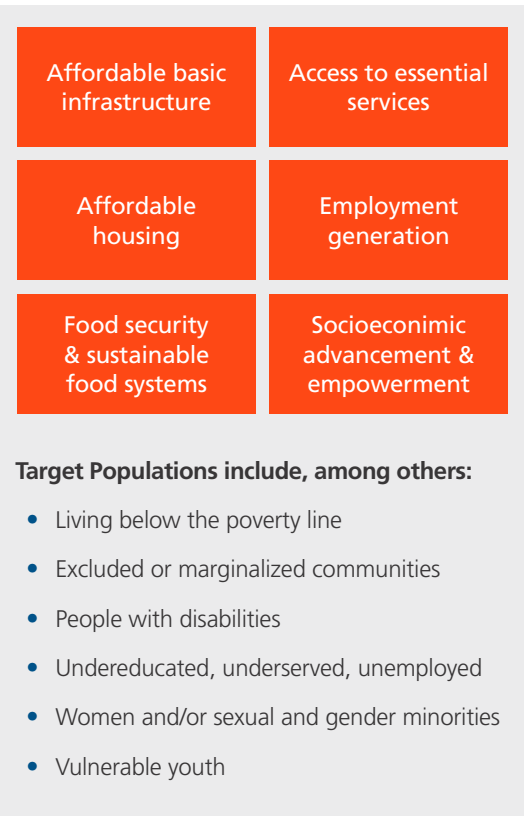 Affordable basic
infrastructure
Access to essential
services
Affordable
housing
Employment
generation
Food security
& sustainable
food systems
Socioeconimic
advancement &
empowerment
Target Populations include, among others:
• Living below the poverty line
• Excluded or marginalized communities
• People with disabilities
• Undereducated, underserved, unemployed
• Women and/or sexual and gender minorities
• Vulnerable youth